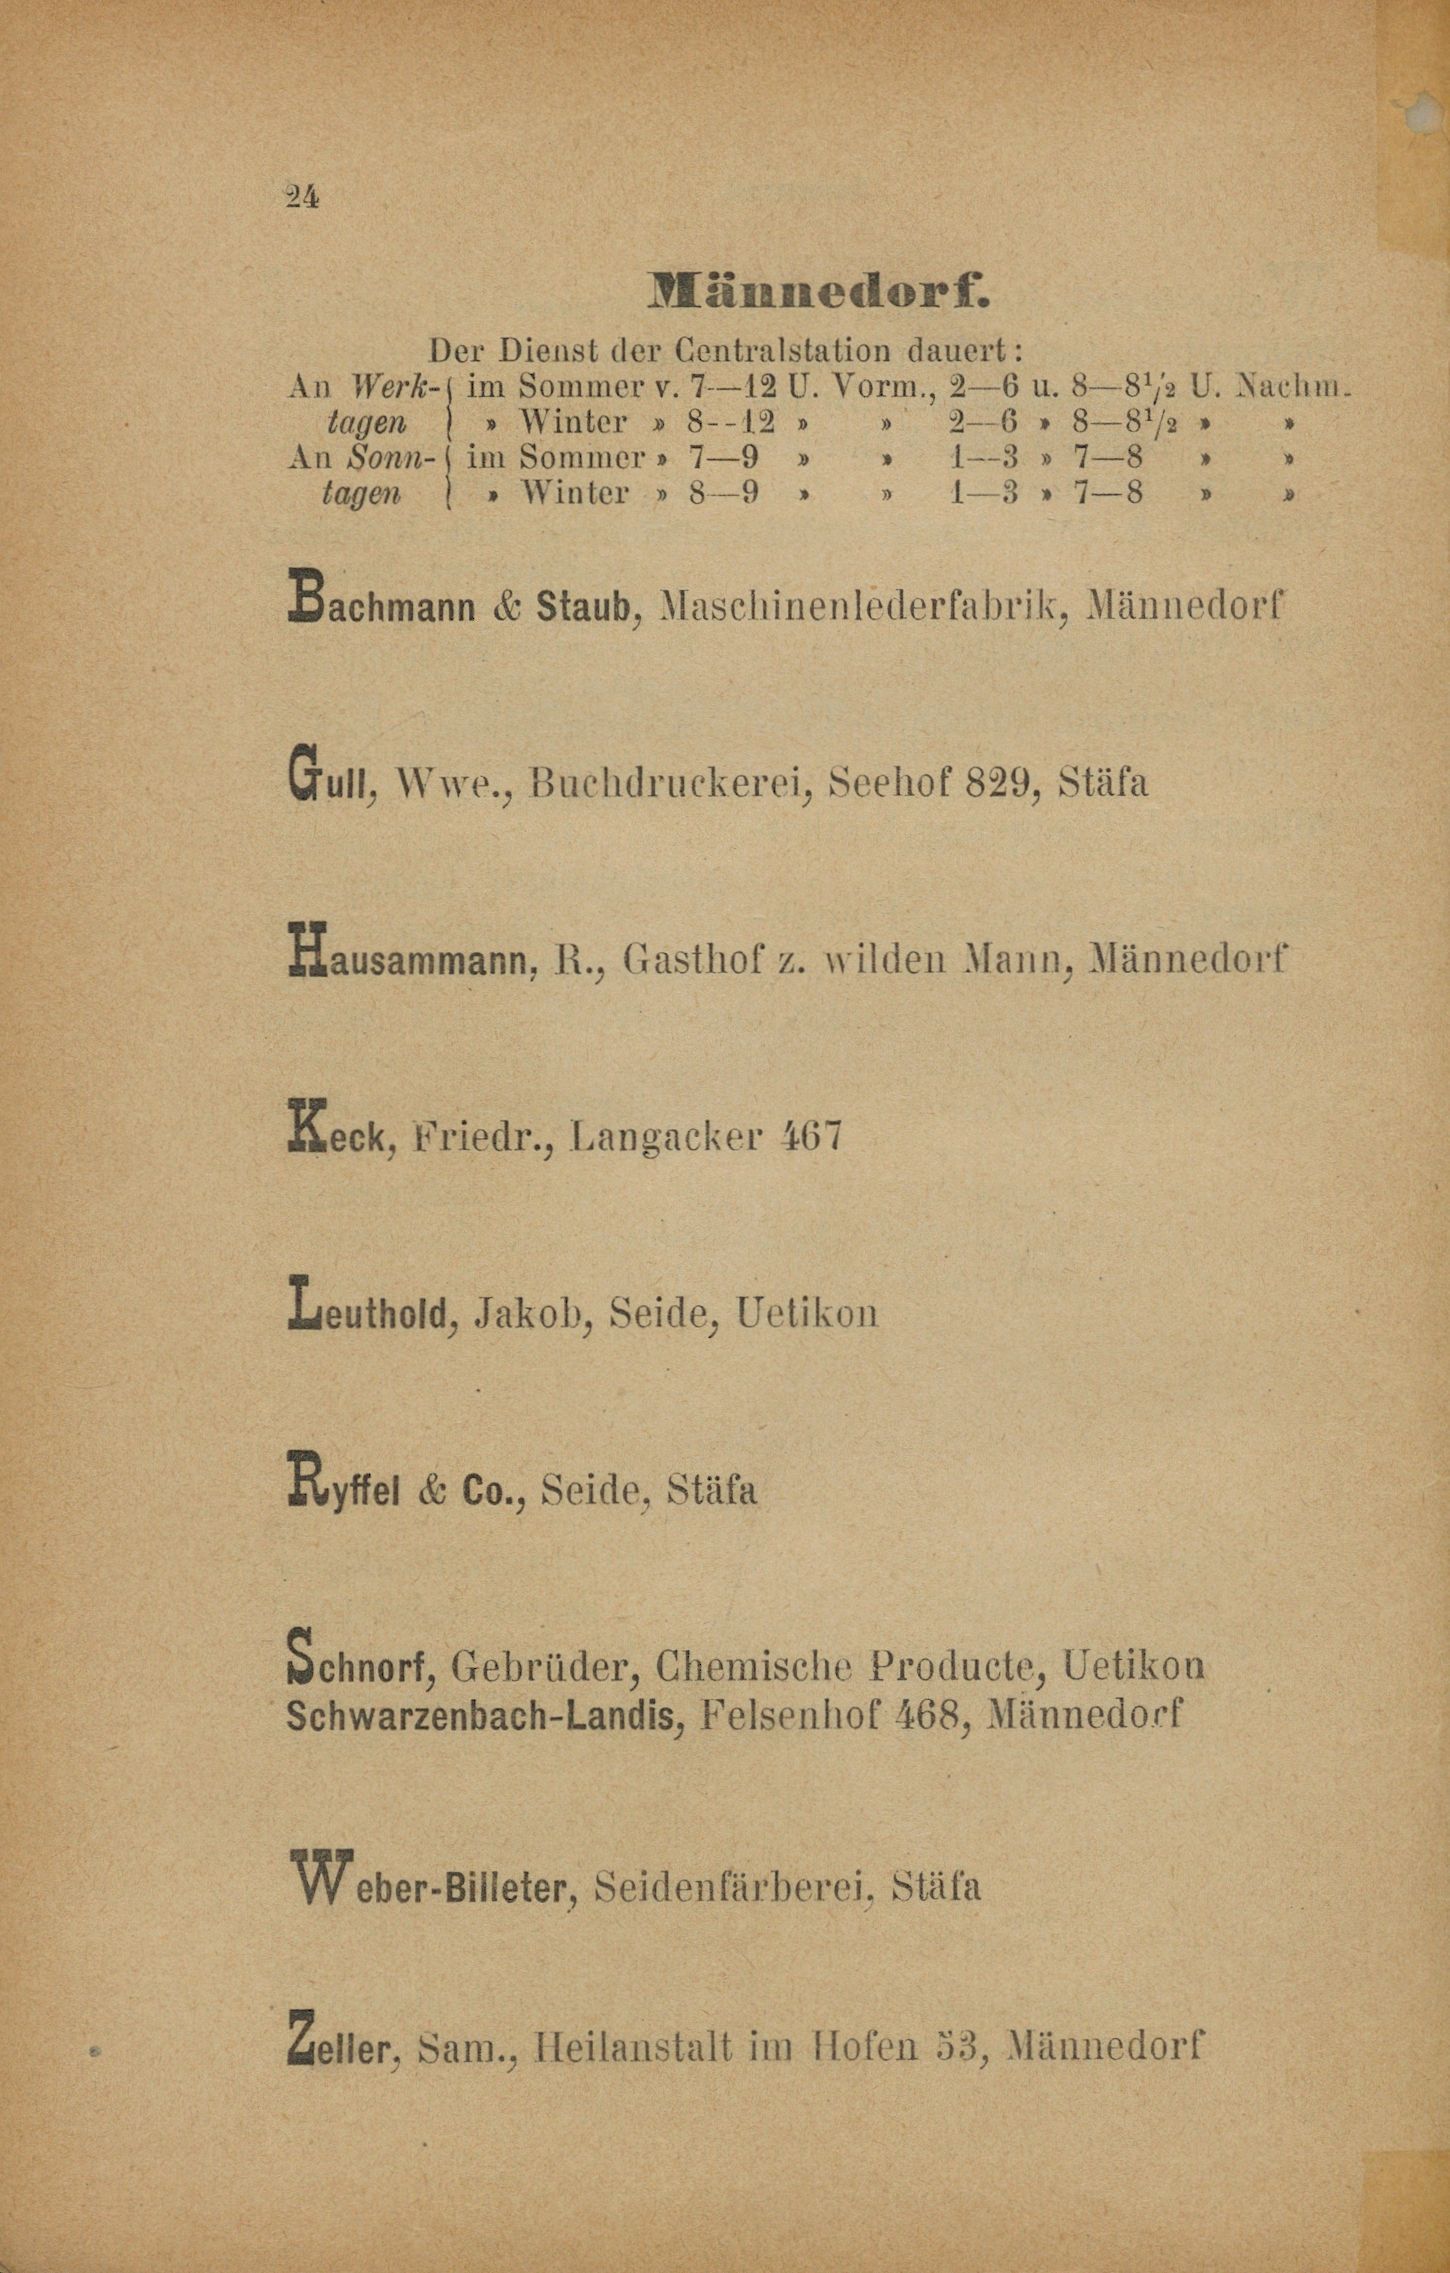 24
Männedorf.
Der Dienst der Centralstation dauert:
An Werk- { im Sommer v. 7—12 U. Vorm., 2—6 u. 8—8½ U. Nachm.
tagen { » Winter » 8--12 » » 2—6 » 8—8½ » »
An Sonn- { im Sommer » 7—9 » » 1—3 » 7—8 » »
tagen { » Winter » 8—9 » » 1—3 » 7—8 » »
Bachmann & Staub, Maschinenlederfabrik, Männedorf
Gull, Wwe., Buchdruckerei, Seehof 829, Stäfa
Hausammann, R., Gasthof z. wilden Mann, Männedorf
Keck, Friedr., Langacker 467
Leuthold, Jakob, Seide, Uetikon
Ryffel & Co., Seide, Stäfa
Schnorf, Gebrüder, Chemische Producte, Uetikon
Schwarzenbach-Landis, Felsenhof 468, Männedorf
Weber-Billeter, Seidenfärberei, Stäfa
Zeller, Sam., Heilanstalt im Hofen 53, Männedorf